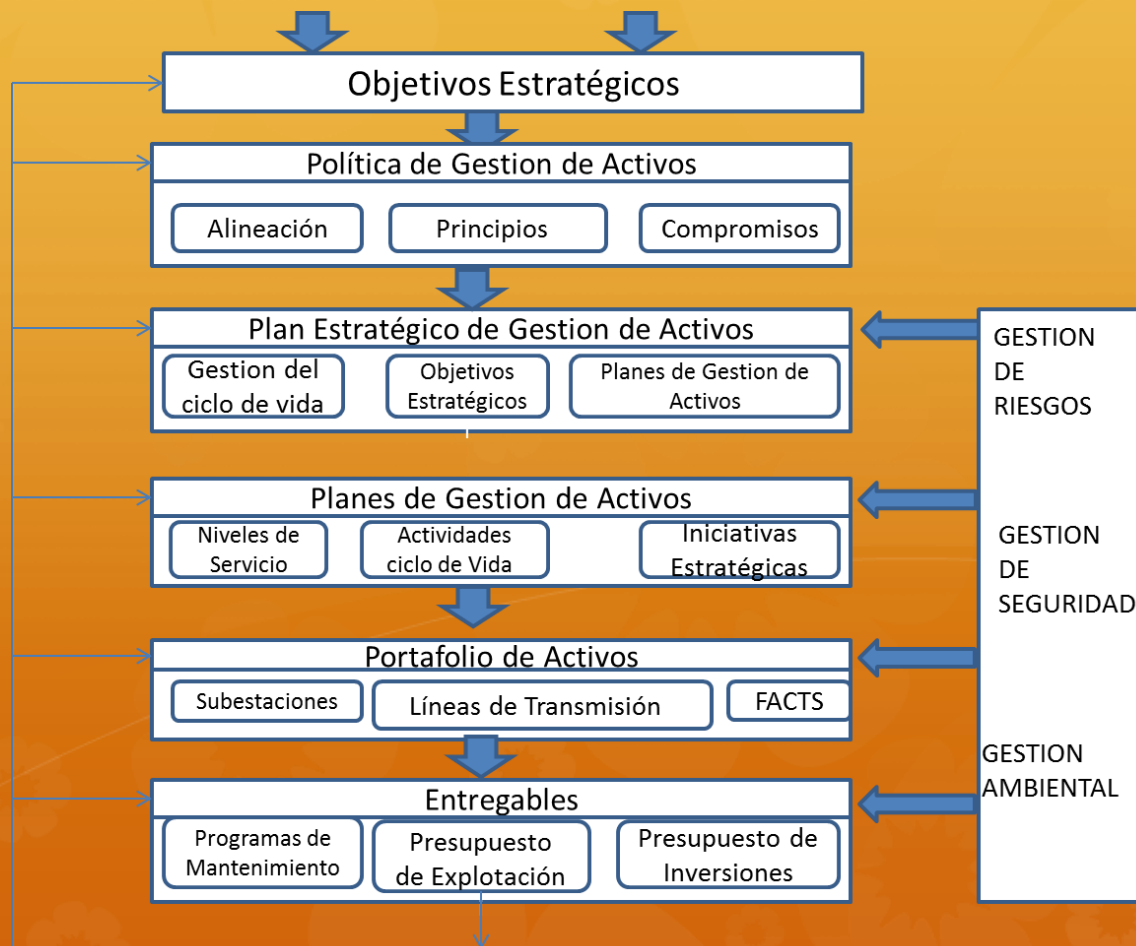 Objetivos Estratégicos
Política de Gestion de Activos
Alineación
Principios
Compromisos
Plan Estratégico de Gestion de Activos
Gestion del
ciclo de vida
Objetivos
Estratégicos
Planes de Gestion de
Activos
Planes de Gestion de Activos
Niveles de
Servicio
Actividades
ciclo de Vida
Iniciativas
Estratégicas
Portafolio de Activos
Subestaciones
Líneas de Transmisión
FACTS
Entregables
Programas de
Mantenimiento
Presupuesto
de Explotación
Presupuesto de
Inversiones
GESTION
DE
RIESGOS
GESTION
DE
SEGURIDAD
GESTION
AMBIENTAL